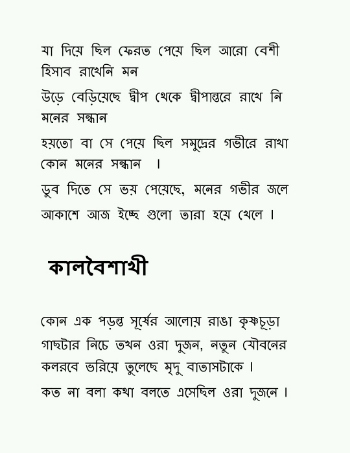 যা দিয়ে ছিল ফেরত পেয়ে ছিল আরো বেশী
হিসাব রাখেনি মন
উড়ে বেড়িয়েছে দ্বীপ থেকে দ্বীপান্তরে রাখে নি
মনের সন্ধান
হয়তো বা সে পেয়ে ছিল সমুদ্রের গভীরে রাখা
কোন মনের সন্ধান ।
ডুব দিতে সে ভয় পেয়েছে, মনের গভীর জলে
আকাশে আজ ইচ্ছে গুলো তারা হয়ে খেলে ।
কালবৈশাখী
কোন এক পড়ন্ত সূর্যের আলোয় রাঙা কৃষ্ণচূড়া
গাছটার নিচে তখন ওরা দুজন, নতুন যৌবনের
কলরবে ভরিয়ে তুলেছে মৃদু বাতাসটাকে ।
কত না বলা কথা বলতে এসেছিল ওরা দুজনে ।